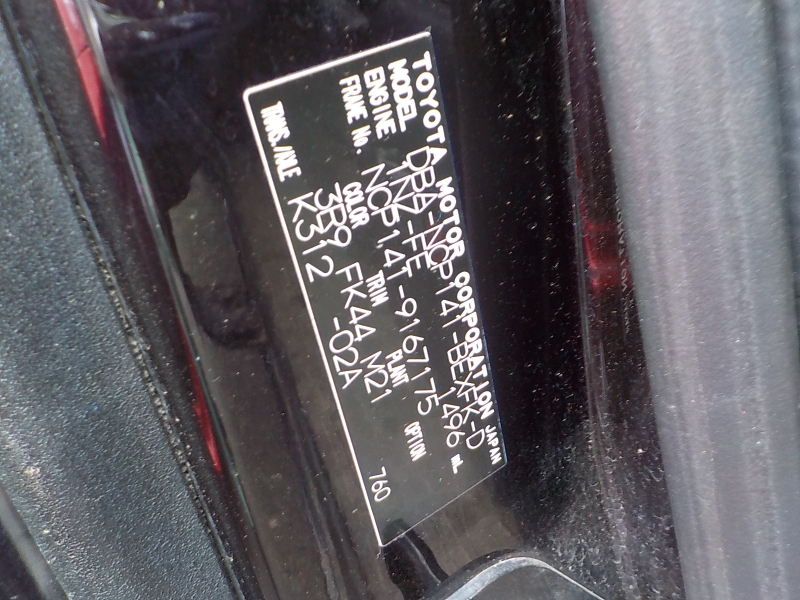 TOYOTA MOTOR CORPORATION JAPAN
MODEL DBA-NCP141-BEXFK-D
ENGINE 1NZ-FE 1496 mL
FRAME No. NCP141-9167175
COLOR TRIM PLANT OPTION
3R9 FK44 M21 760
TRANS./AXLE K312 -02A